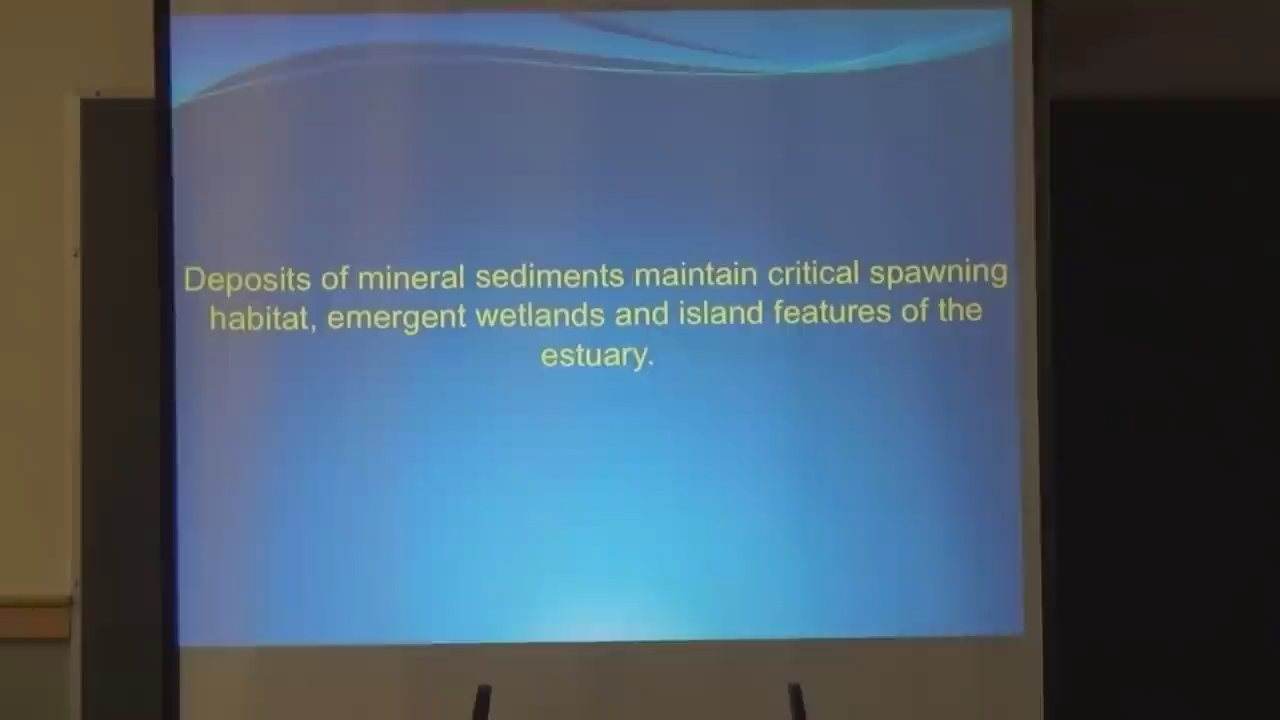 Deposits of mineral sediments maintain critical spawning
habitat, emergent wetlands and island features of the
estuary.